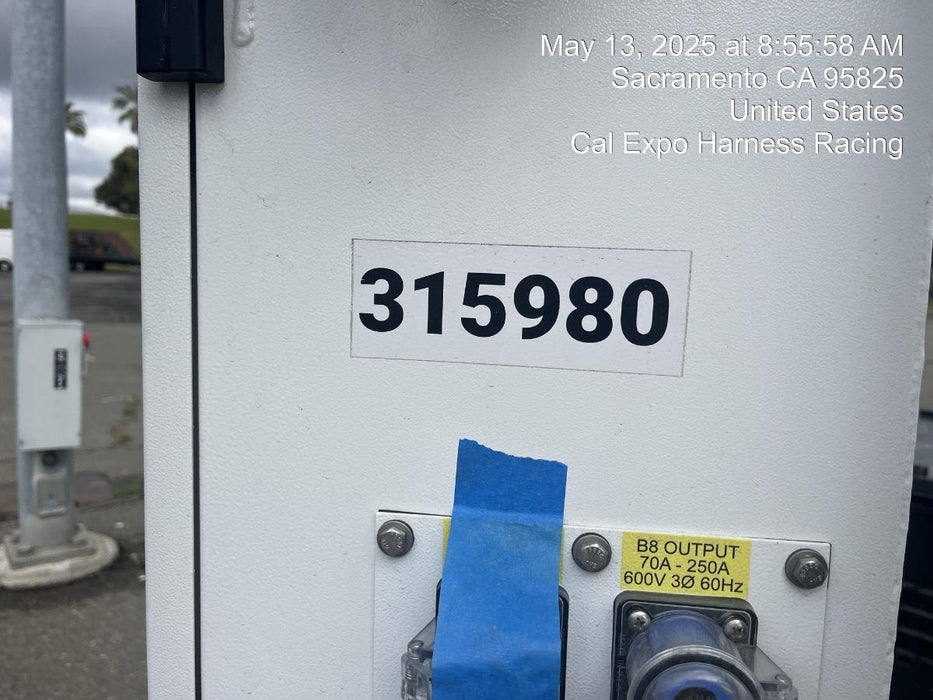 May 13, 2025 at 8:55:58 AM
Sacramento CA 95825
United States
Cal Expo Harness Racing
315980
B8 OUTPUT
70A - 250A
600V 3Ø 60Hz